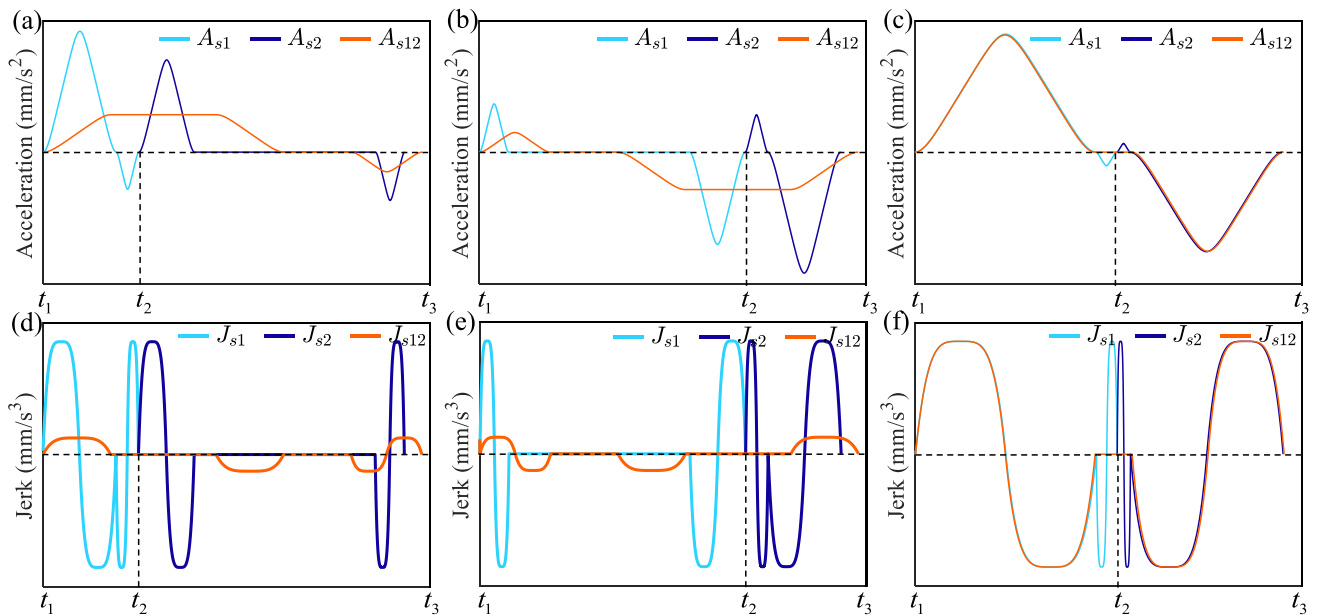 (a) A_{s1} A_{s2} A_{s12}
Acceleration (mm/s^2)
t_1 t_2 t_3
(b) A_{s1} A_{s2} A_{s12}
Acceleration (mm/s^2)
t_1 t_2 t_3
(c) A_{s1} A_{s2} A_{s12}
Acceleration (mm/s^2)
t_1 t_2 t_3
(d) J_{s1} J_{s2} J_{s12}
Jerk (mm/s^3)
t_1 t_2 t_3
(e) J_{s1} J_{s2} J_{s12}
Jerk (mm/s^3)
t_1 t_2 t_3
(f) J_{s1} J_{s2} J_{s12}
Jerk (mm/s^3)
t_1 t_2 t_3